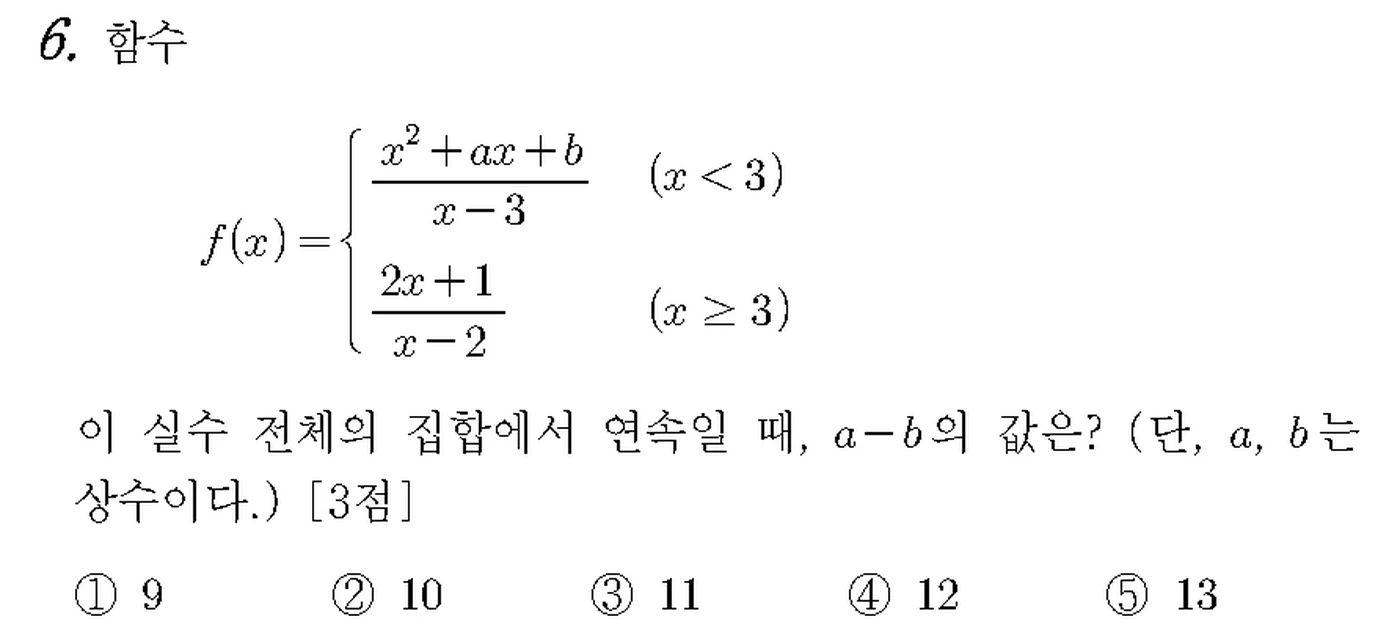 6. 함수
f(x) = { (x² + ax + b)/(x - 3) (x < 3)
(2x + 1)/(x - 2) (x ≥ 3)
이 실수 전체의 집합에서 연속일 때, a-b의 값은? (단, a, b는
상수이다.) [3점]
① 9 ② 10 ③ 11 ④ 12 ⑤ 13